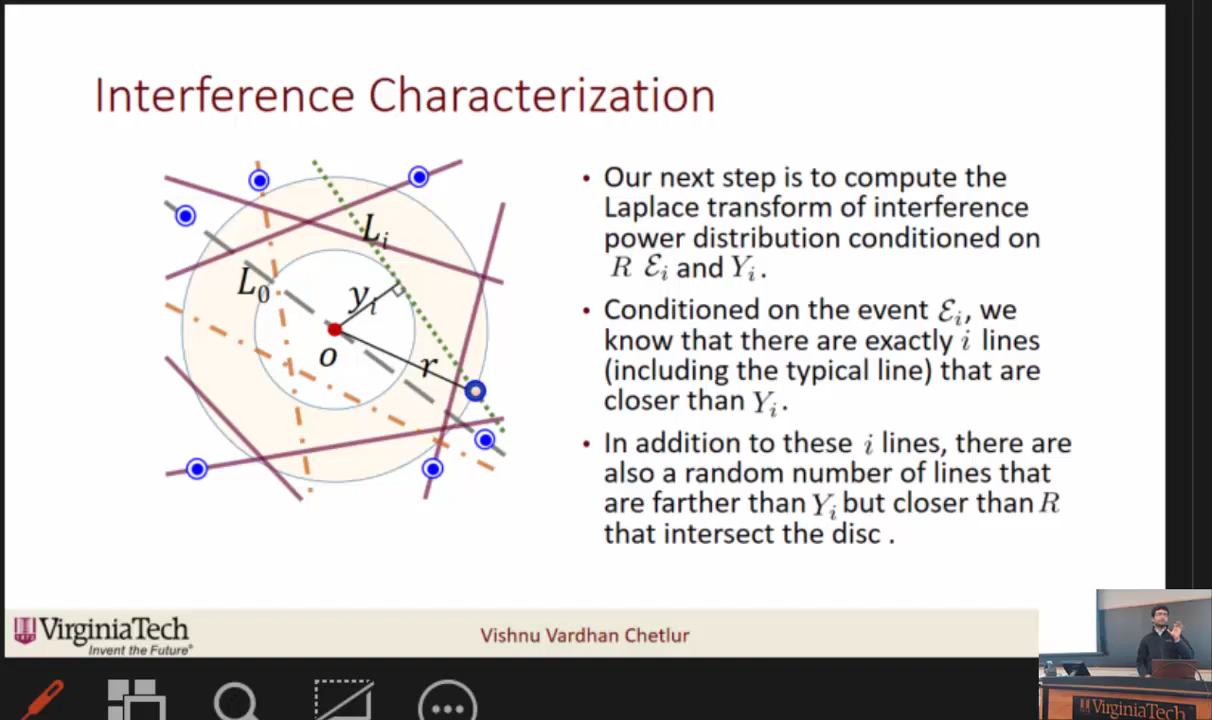 Interference Characterization
L_i
L_0
y_i
o
r
• Our next step is to compute the
Laplace transform of interference
power distribution conditioned on
R ℰ_i and Y_i.
• Conditioned on the event ℰ_i, we
know that there are exactly i lines
(including the typical line) that are
closer than Y_i.
• In addition to these i lines, there are
also a random number of lines that
are farther than Y_i but closer than R
that intersect the disc .
VirginiaTech
Invent the Future®
Vishnu Vardhan Chetlur
VirginiaTech